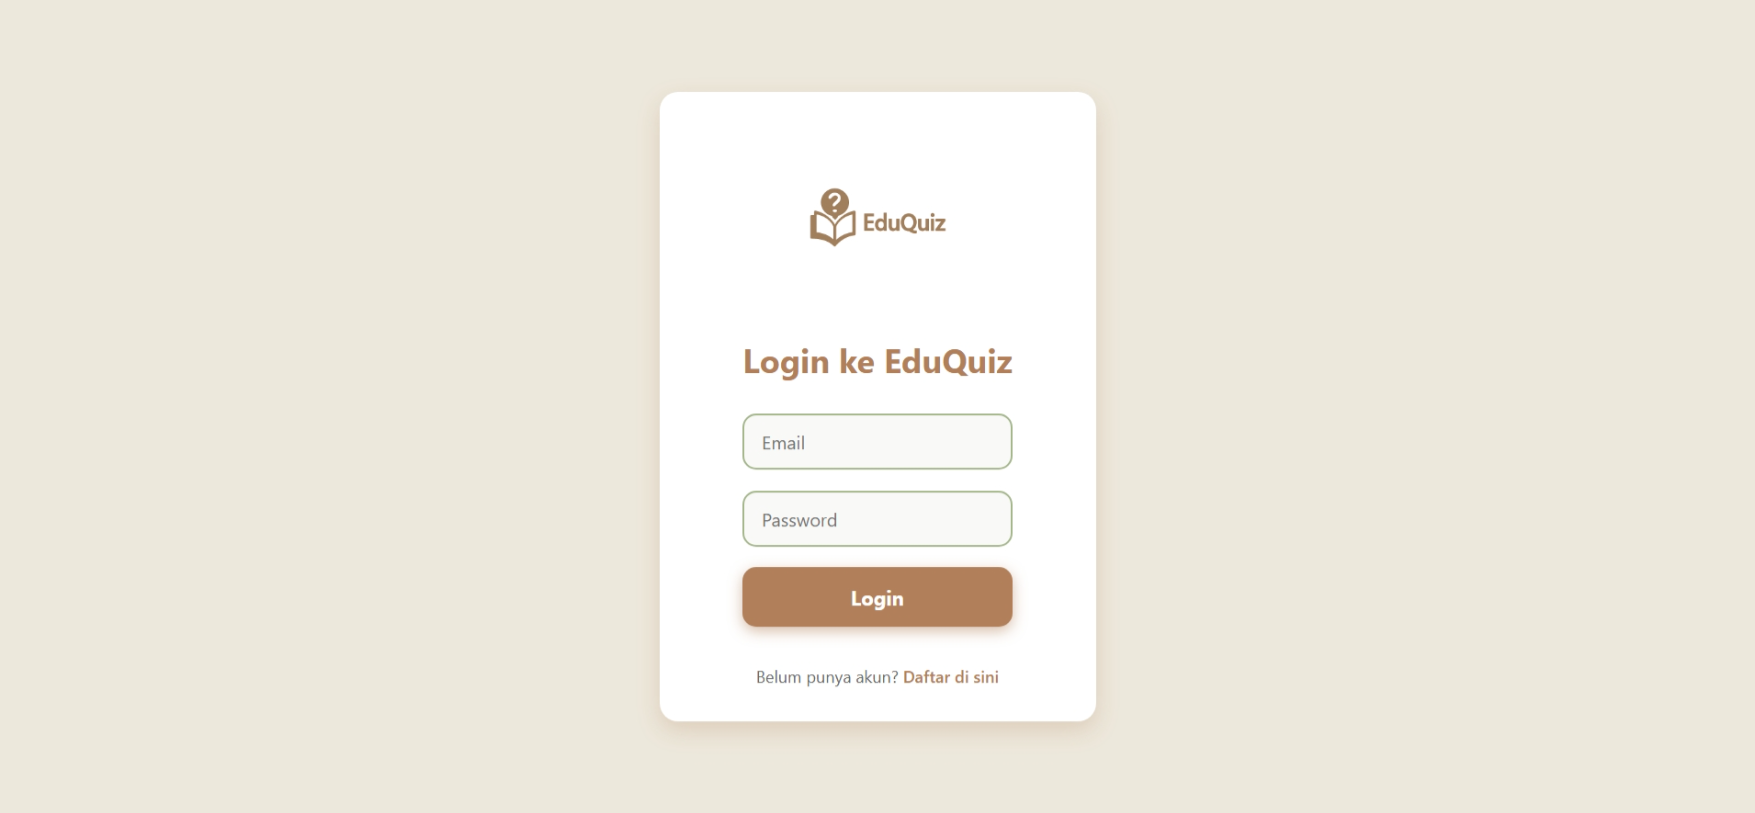 ?
EduQuiz
Login ke EduQuiz
Email
Password
Login
Belum punya akun? Daftar di sini